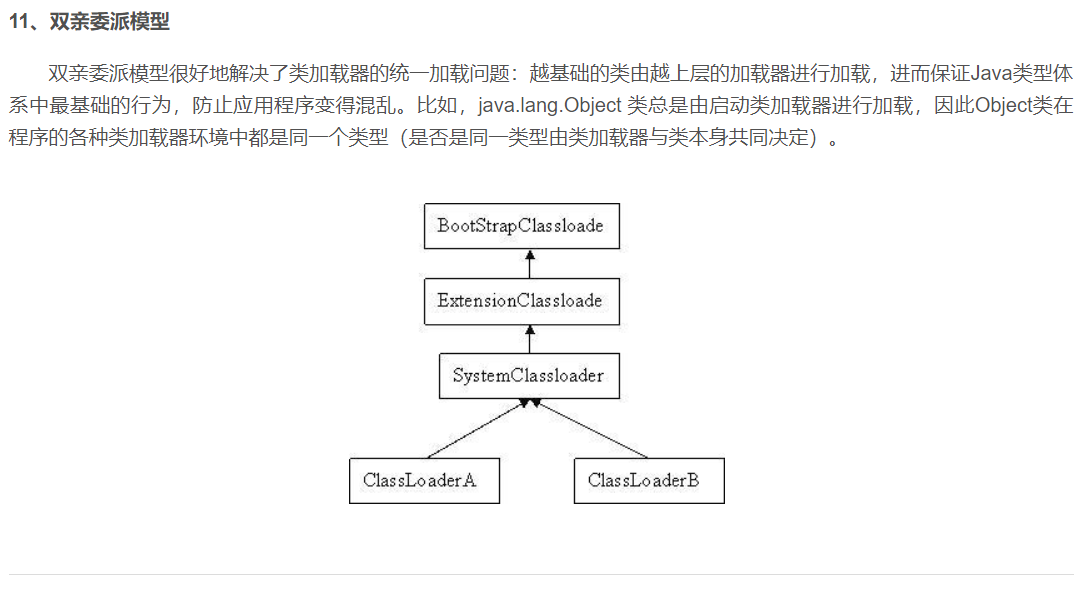 11、双亲委派模型
双亲委派模型很好地解决了类加载器的统一加载问题：越基础的类由越上层的加载器进行加载，进而保证Java类型体
系中最基础的行为，防止应用程序变得混乱。比如，java.lang.Object 类总是由启动类加载器进行加载，因此Object类在
程序的各种类加载器环境中都是同一个类型（是否是同一类型由类加载器与类本身共同决定）。
BootStrapClassloade
ExtensionClassloade
SystemClassloader
ClassLoaderA
ClassLoaderB